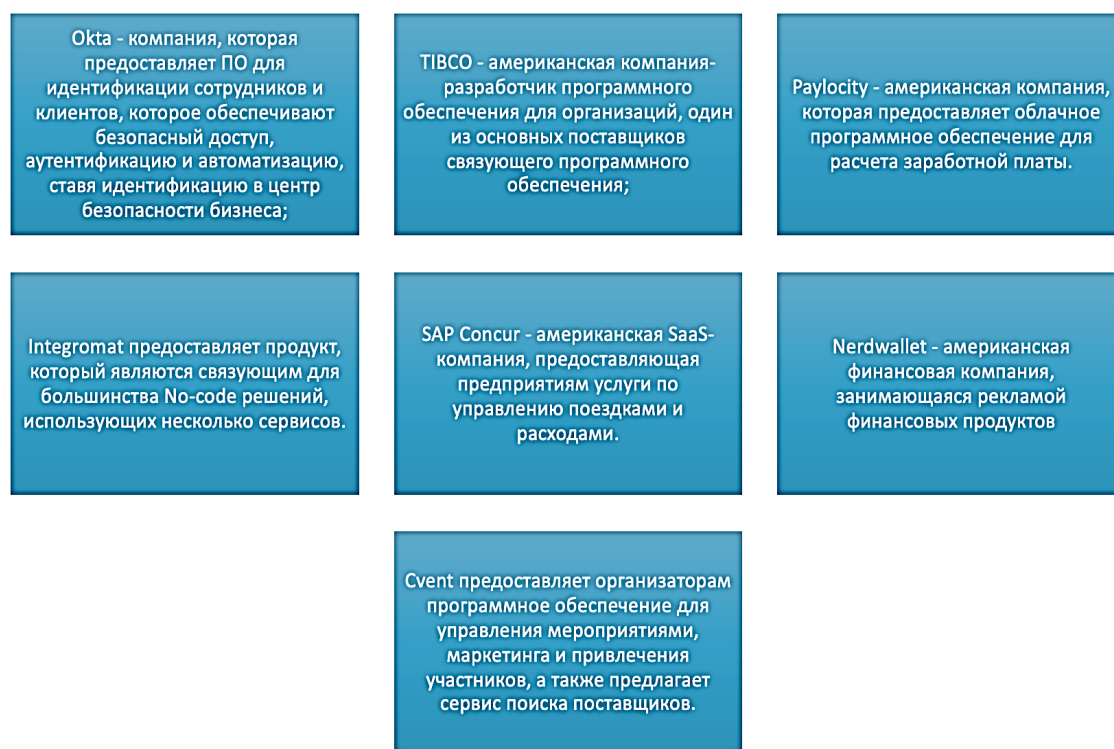 Okta - компания, которая
предоставляет ПО для
идентификации сотрудников и
клиентов, которое обеспечивают
безопасный доступ,
аутентификацию и автоматизацию,
ставя идентификацию в центр
безопасности бизнеса;
TIBCO - американская компания-
разработчик программного
обеспечения для организаций, один
из основных поставщиков
связующего программного
обеспечения;
Paylocity - американская компания,
которая предоставляет облачное
программное обеспечение для
расчета заработной платы.
Integromat предоставляет продукт,
который являются связующим для
большинства No-code решений,
использующих несколько сервисов.
SAP Concur - американская SaaS-
компания, предоставляющая
предприятиям услуги по
управлению поездками и
расходами.
Nerdwallet - американская
финансовая компания,
занимающаяся рекламой
финансовых продуктов
Cvent предоставляет организаторам
программное обеспечение для
управления мероприятиями,
маркетинга и привлечения
участников, а также предлагает
сервис поиска поставщиков.